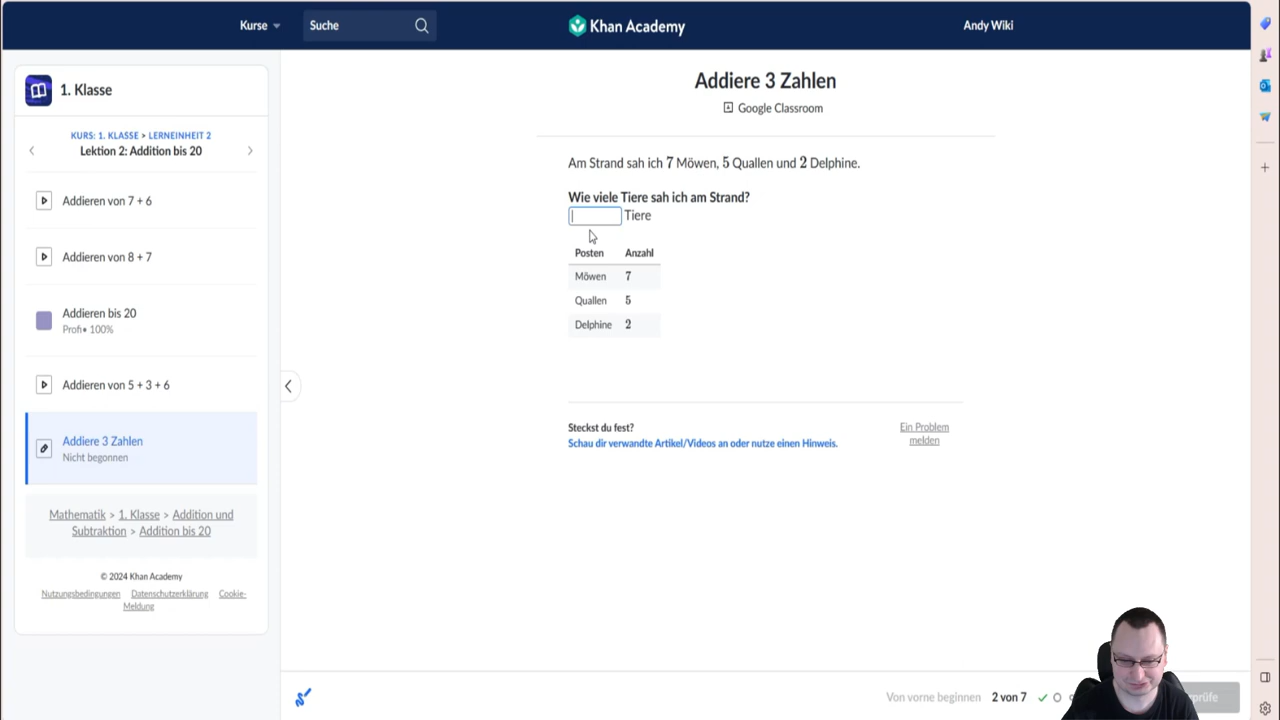 Kurse
Suche
Khan Academy
Andy Wiki
1. Klasse
KURS: 1. KLASSE > LERNEINHEIT 2
Lektion 2: Addition bis 20
Addieren von 7 + 6
Addieren von 8 + 7
Addieren bis 20
Profi• 100%
Addieren von 5 + 3 + 6
Addiere 3 Zahlen
Nicht begonnen
Mathematik > 1. Klasse > Addition und
Subtraktion > Addition bis 20
© 2024 Khan Academy
Nutzungsbedingungen Datenschutzerklärung Cookie-
Meldung
Addiere 3 Zahlen
Google Classroom
Am Strand sah ich 7 Möwen, 5 Quallen und 2 Delphine.
Wie viele Tiere sah ich am Strand?
Tiere
Posten Anzahl
Möwen 7
Quallen 5
Delphine 2
Steckst du fest?
Schau dir verwandte Artikel/Videos an oder nutze einen Hinweis.
Ein Problem
melden
Von vorne beginnen 2 von 7